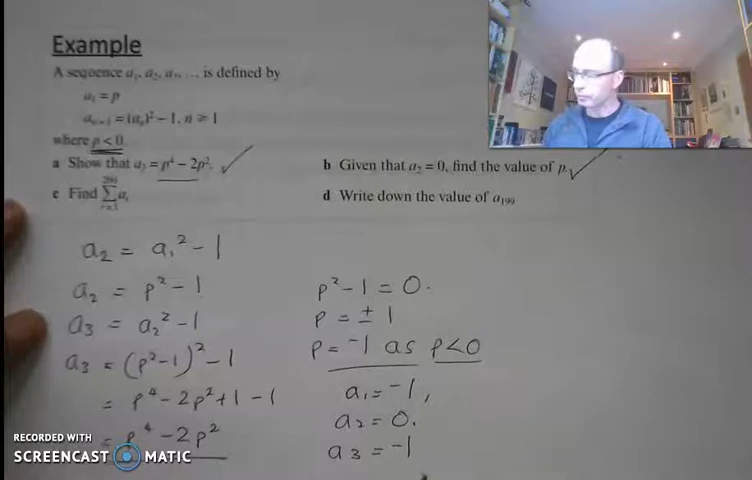 Example
A sequence a₁, a₂, a₃, … is defined by
a₁ = p
aₙ₊₁ = (aₙ)² − 1, n ≥ 1
where p < 0.
a Show that a₃ = p⁴ − 2p².
b Given that a₂ = 0, find the value of p.
c Find Σ aᵣ
d Write down the value of a₁₉₉
a₂ = a₁² − 1
a₂ = p² − 1
a₃ = a₂² − 1
a₃ = (p²−1)² − 1
= p⁴ − 2p² + 1 − 1
= p⁴ − 2p²
p² − 1 = 0.
p = ± 1
p = −1 as p<0
a₁ = −1,
a₂ = 0.
a₃ = −1
RECORDED WITH
SCREENCAST MATIC